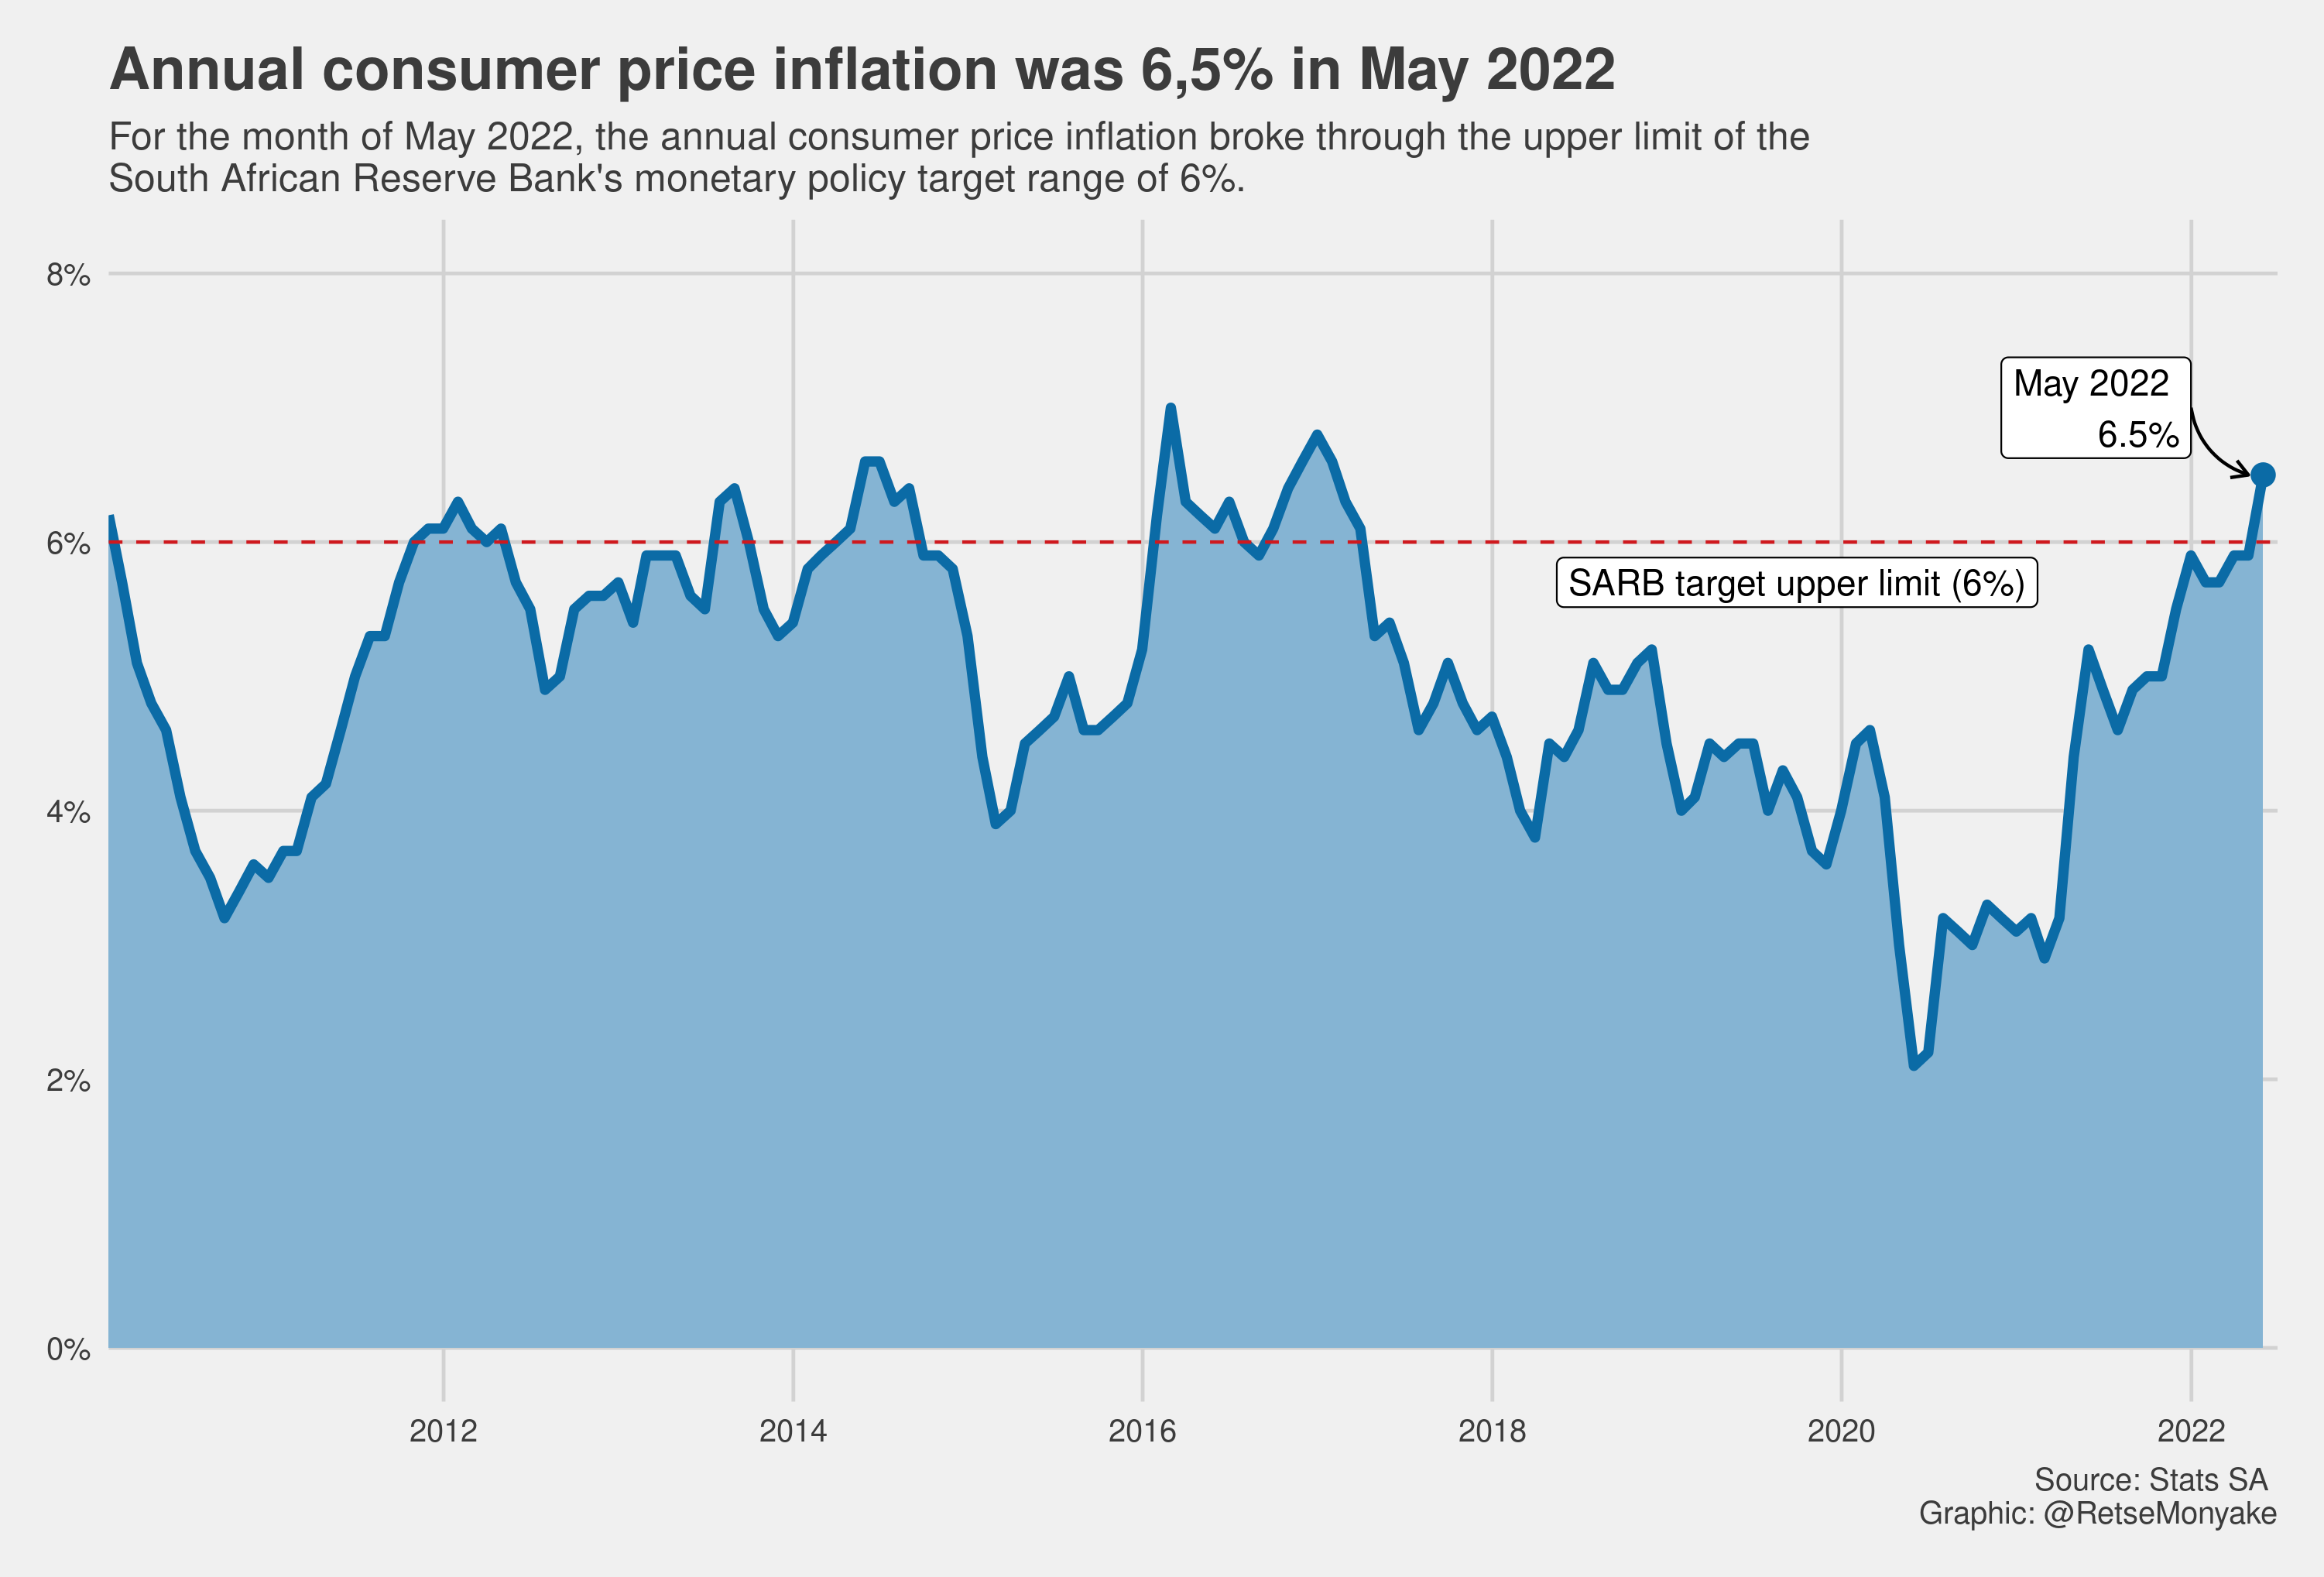 Annual consumer price inflation was 6,5% in May 2022
For the month of May 2022, the annual consumer price inflation broke through the upper limit of the
South African Reserve Bank's monetary policy target range of 6%.
8%
6%
4%
2%
0%
May 2022
6.5%
SARB target upper limit (6%)
2012
2014
2016
2018
2020
2022
Source: Stats SA
Graphic: @RetseMonyake